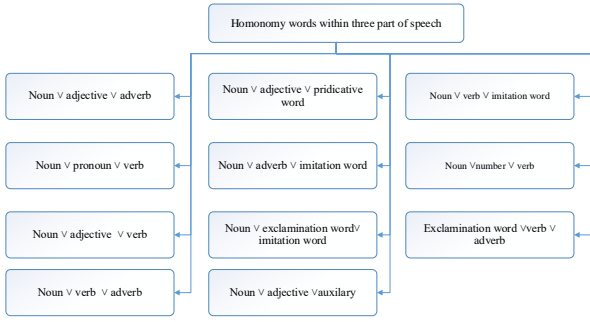 Homonomy words within three part of speech
Noun ∨ adjective ∨ adverb
Noun ∨ adjective ∨ pridicative
word
Noun ∨ verb ∨ imitation word
Noun ∨ pronoun ∨ verb
Noun ∨ adverb ∨ imitation word
Noun ∨number ∨ verb
Noun ∨ adjective ∨ verb
Noun ∨ exclamination word∨
imitation word
Exclamination word ∨verb ∨
adverb
Noun ∨ verb ∨ adverb
Noun ∨ adjective ∨auxilary